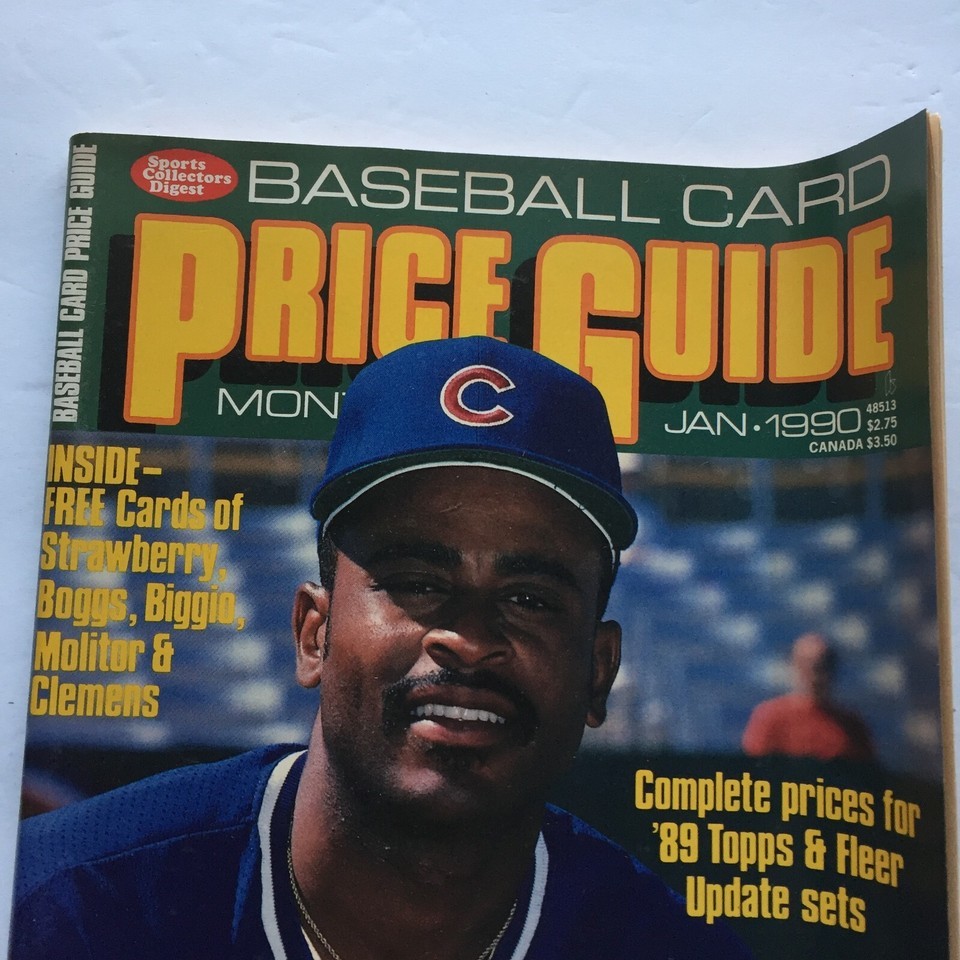 BASEBALL CARD PRICE GUIDE
Sports
Collectors
Digest
BASEBALL CARD
PRICE GUIDE
MONT
JAN • 1990
48513
$2.75
CANADA $3.50
C
INSIDE–
FREE Cards of
Strawberry,
Boggs, Biggio,
Molitor &
Clemens
Complete prices for
'89 Topps & Fleer
Update sets